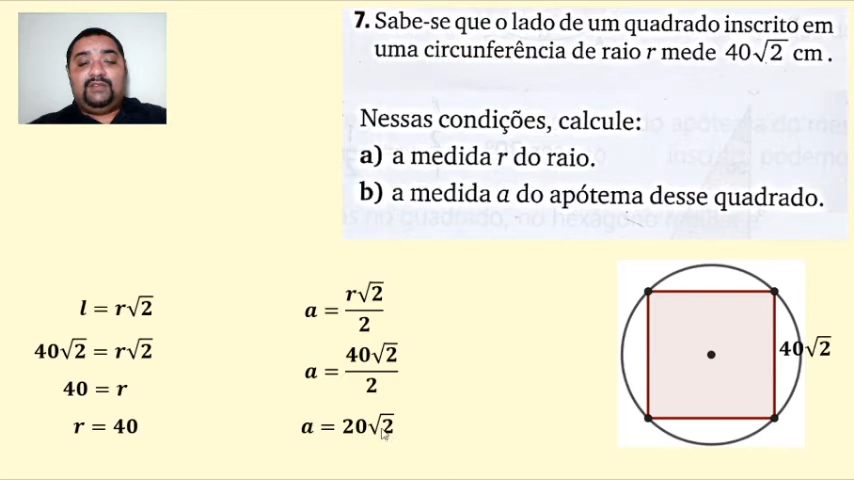 7. Sabe-se que o lado de um quadrado inscrito em
uma circunferência de raio r mede 40√2 cm.
Nessas condições, calcule:
a) a medida r do raio.
b) a medida a do apótema desse quadrado.
l = r√2
40√2 = r√2
40 = r
r = 40
a = r√2/2
a = 40√2/2
a = 20√2
40√2